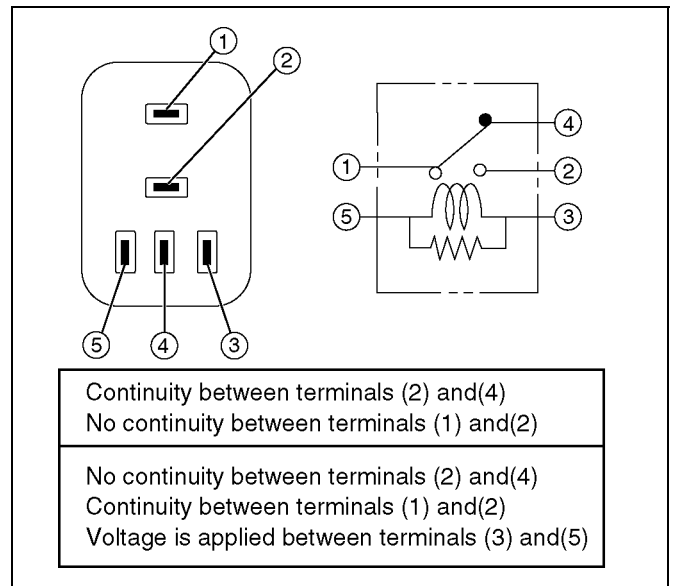 ①
②
④
①
②
⑤
③
⑤
④
③
Continuity between terminals (2) and(4)
No continuity between terminals (1) and(2)
No continuity between terminals (2) and(4)
Continuity between terminals (1) and(2)
Voltage is applied between terminals (3) and(5)